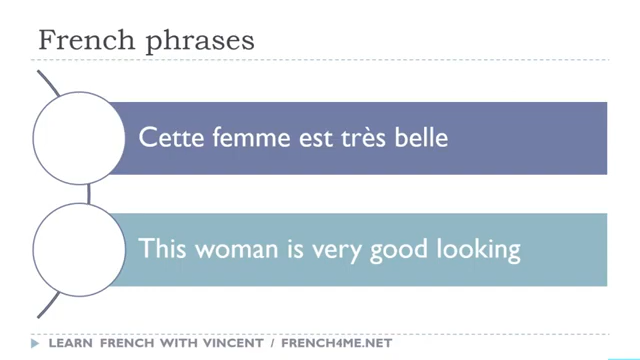 French phrases
Cette femme est très belle
This woman is very good looking
LEARN FRENCH WITH VINCENT / FRENCH4ME.NET